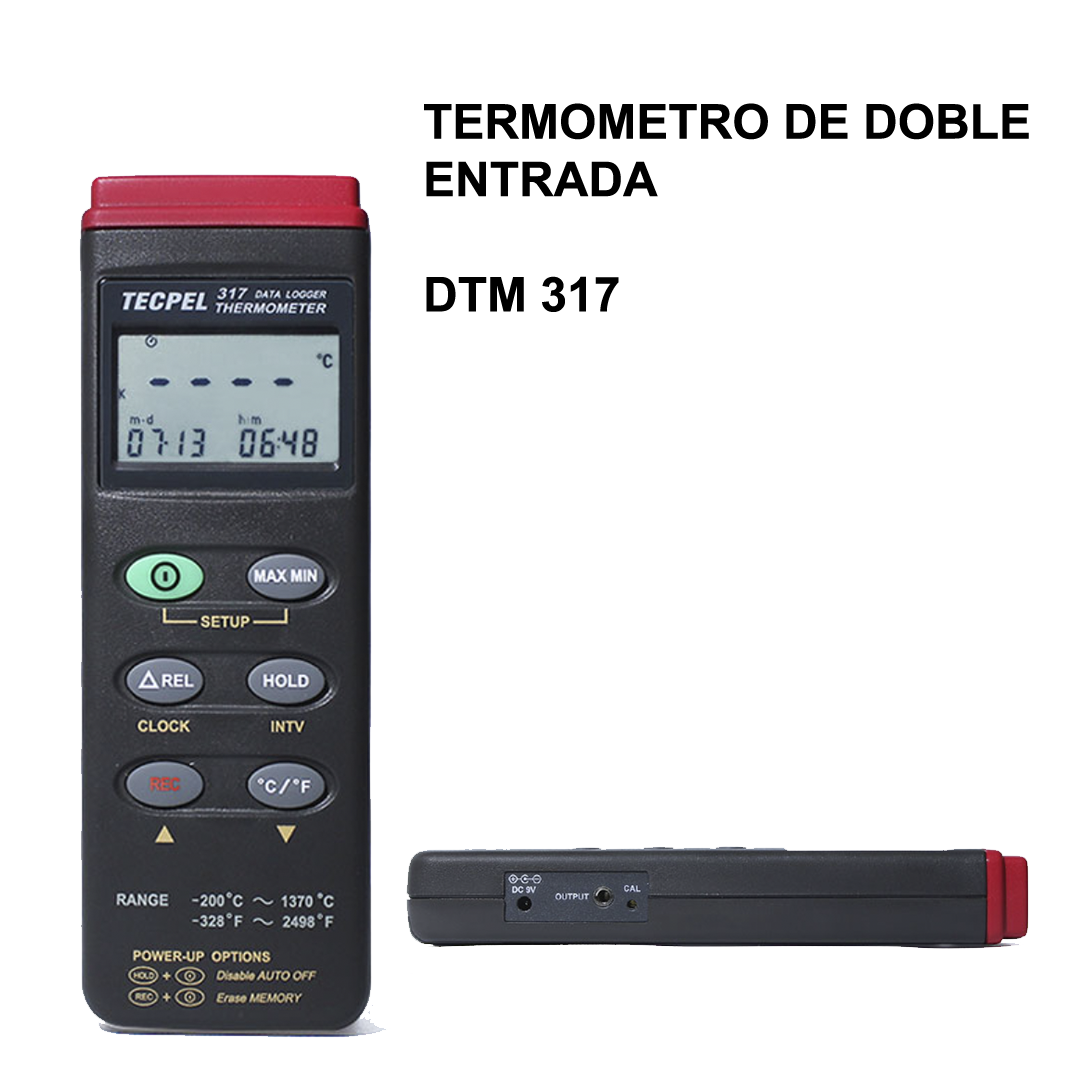 TERMOMETRO DE DOBLE
ENTRADA
DTM 317
TECPEL 317 DATA LOGGER
THERMOMETER
°C
- - - -
K
m-d h:m
07-13 06:48
MAX MIN
SETUP
△ REL HOLD
CLOCK INTV
REC °C/°F
▲ ▼
RANGE -200°C ~ 1370°C
-328°F ~ 2498°F
POWER-UP OPTIONS
HOLD + Disable AUTO OFF
REC + Erase MEMORY
DC 9V
OUTPUT
CAL